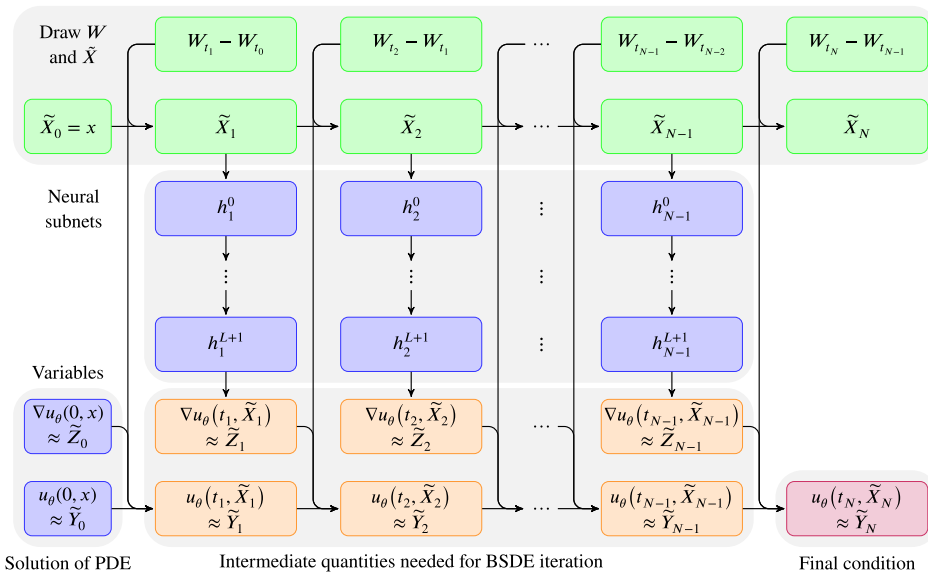 Draw W
and X̃
W_{t_1} − W_{t_0}
W_{t_2} − W_{t_1}
⋯
W_{t_{N−1}} − W_{t_{N−2}}
W_{t_N} − W_{t_{N−1}}
X̃_0 = x
X̃_1
X̃_2
⋯
X̃_{N−1}
X̃_N
Neural
subnets
h_1^0
h_2^0
⋮
h_{N−1}^0
⋮
⋮
⋮
⋮
h_1^{L+1}
h_2^{L+1}
⋮
h_{N−1}^{L+1}
Variables
∇u_θ(0, x)
≈ Z̃_0
∇u_θ(t_1, X̃_1)
≈ Z̃_1
∇u_θ(t_2, X̃_2)
≈ Z̃_2
⋯
∇u_θ(t_{N−1}, X̃_{N−1})
≈ Z̃_{N−1}
u_θ(0, x)
≈ Ỹ_0
u_θ(t_1, X̃_1)
≈ Ỹ_1
u_θ(t_2, X̃_2)
≈ Ỹ_2
⋯
u_θ(t_{N−1}, X̃_{N−1})
≈ Ỹ_{N−1}
u_θ(t_N, X̃_N)
≈ Ỹ_N
Solution of PDE
Intermediate quantities needed for BSDE iteration
Final condition